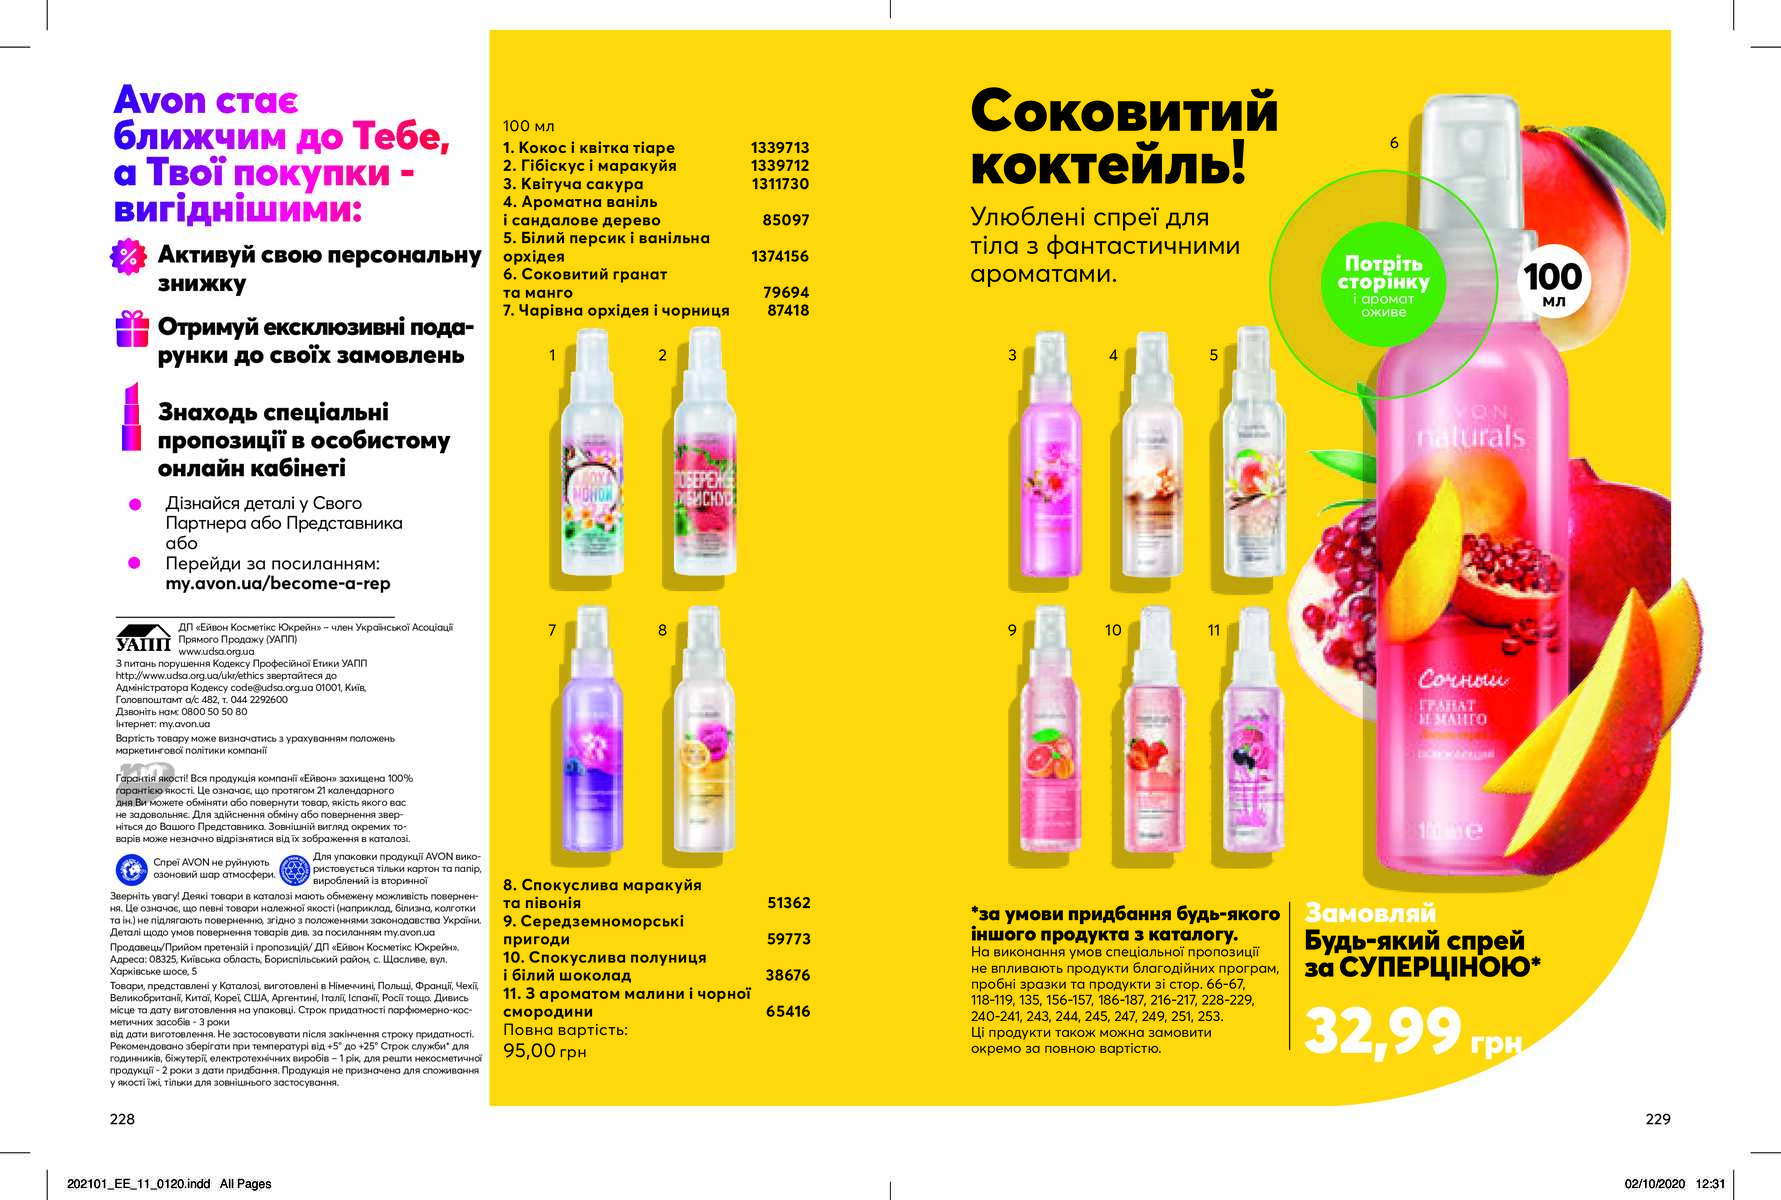 Avon стає
ближчим до Тебе,
а Твої покупки -
вигіднішими:
Активуй свою персональну
знижку
Отримуй ексклюзивні пода-
рунки до своїх замовлень
Знаходь спеціальні
пропозиції в особистому
онлайн кабінеті
Дізнайся деталі у Свого
Партнера або Представника
або
Перейди за посиланням:
my.avon.ua/become-a-rep
УАПП
ДП «Ейвон Косметікс Юкрейн» – член Української Асоціації
Прямого Продажу (УАПП)
www.udsa.org.ua
З питань порушення Кодексу Професійної Етики УАПП
http://www.udsa.org.ua/ukr/ethics звертайтеся до
Адміністратора Кодексу code@udsa.org.ua 01001, Київ,
Головпоштамт а/с 482, т. 044 2292600
Дзвоніть нам: 0800 50 50 80
Інтернет: my.avon.ua
Вартість товару може визначатись з урахуванням положень
маркетингової політики компанії
Гарантія якості! Вся продукція компанії «Ейвон» захищена 100%
гарантією якості. Це означає, що протягом 21 календарного
дня Ви можете обміняти або повернути товар, якість якого вас
не задовольняє. Для здійснення обміну або повернення звер-
ніться до Вашого Представника. Зовнішній вигляд окремих то-
варів може незначно відрізнятися від їх зображення в каталозі.
Спреї AVON не руйнують
озоновий шар атмосфери.
Для упаковки продукції AVON вико-
ристовується тільки картон та папір,
вироблений із вторинної
Зверніть увагу! Деякі товари в каталозі мають обмежену можливість повернен-
ня. Це означає, що певні товари належної якості (наприклад, білизна, колготки
та ін.) не підлягають поверненню, згідно з положеннями законодавства України.
Деталі щодо умов повернення товарів див. за посиланням my.avon.ua
Продавець/Прийом претензій і пропозицій/ ДП «Ейвон Косметікс Юкрейн».
Адреса: 08325, Київська область, Бориспільський район, с. Щасливе, вул.
Харківське шосе, 5
Товари, представлені у Каталозі, виготовлені в Німеччині, Польщі, Франції, Чехії,
Великобританії, Китаї, Кореї, США, Аргентині, Італії, Іспанії, Росії тощо. Дивись
місце та дату виготовлення на упаковці. Строк придатності парфюмерно-кос-
метичних засобів - 3 роки
від дати виготовлення. Не застосовувати після закінчення строку придатності.
Рекомендовано зберігати при температурі від +5° до +25° Строк служби* для
годинників, біжутерії, електротехнічних виробів – 1 рік, для решти некосметичної
продукції - 2 роки з дати придбання. Продукція не призначена для споживання
у якості їжі, тільки для зовнішнього застосування.
228
100 мл
1. Кокос і квітка тіаре 1339713
2. Гібіскус і маракуйя 1339712
3. Квітуча сакура 1311730
4. Ароматна ваніль
і сандалове дерево 85097
5. Білий персик і ванільна
орхідея 1374156
6. Соковитий гранат
та манго 79694
7. Чарівна орхідея і чорниця 87418
1
2
7
8
8. Спокуслива маракуйя
та півонія 51362
9. Середземноморські
пригоди 59773
10. Спокуслива полуниця
і білий шоколад 38676
11. З ароматом малини і чорної
смородини 65416
Повна вартість:
95,00 грн
Соковитий
коктейль!
Улюблені спреї для
тіла з фантастичними
ароматами.
6
Потріть
сторінку
і аромат
оживе
100
мл
3
4
5
9
10
11
AVON
naturals
Сочный
ГРАНАТ
И МАНГО
*за умови придбання будь-якого
іншого продукта з каталогу.
На виконання умов спеціальної пропозиції
не впливають продукти благодійних програм,
пробні зразки та продукти зі стор. 66-67,
118-119, 135, 156-157, 186-187, 216-217, 228-229,
240-241, 243, 244, 245, 247, 249, 251, 253.
Ці продукти також можна замовити
окремо за повною вартістю.
Замовляй
Будь-який спрей
за СУПЕРЦІНОЮ*
32,99 грн
229
202101_EE_11_0120.indd All Pages
02/10/2020 12:31